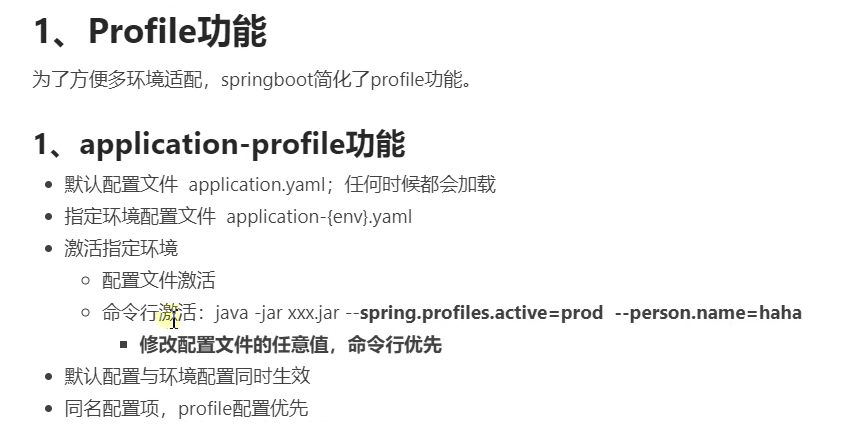 1、Profile功能
为了方便多环境适配，springboot简化了profile功能。
1、application-profile功能
默认配置文件 application.yaml；任何时候都会加载
指定环境配置文件 application-{env}.yaml
激活指定环境
配置文件激活
命令行激活：java -jar xxx.jar --spring.profiles.active=prod --person.name=haha
修改配置文件的任意值，命令行优先
默认配置与环境配置同时生效
同名配置项，profile配置优先